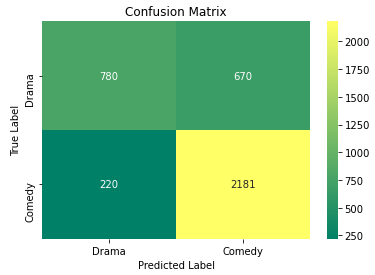 Confusion Matrix
True Label
Drama
780 670
Comedy
220 2181
Drama Comedy
Predicted Label
2000
1750
1500
1250
1000
750
500
250